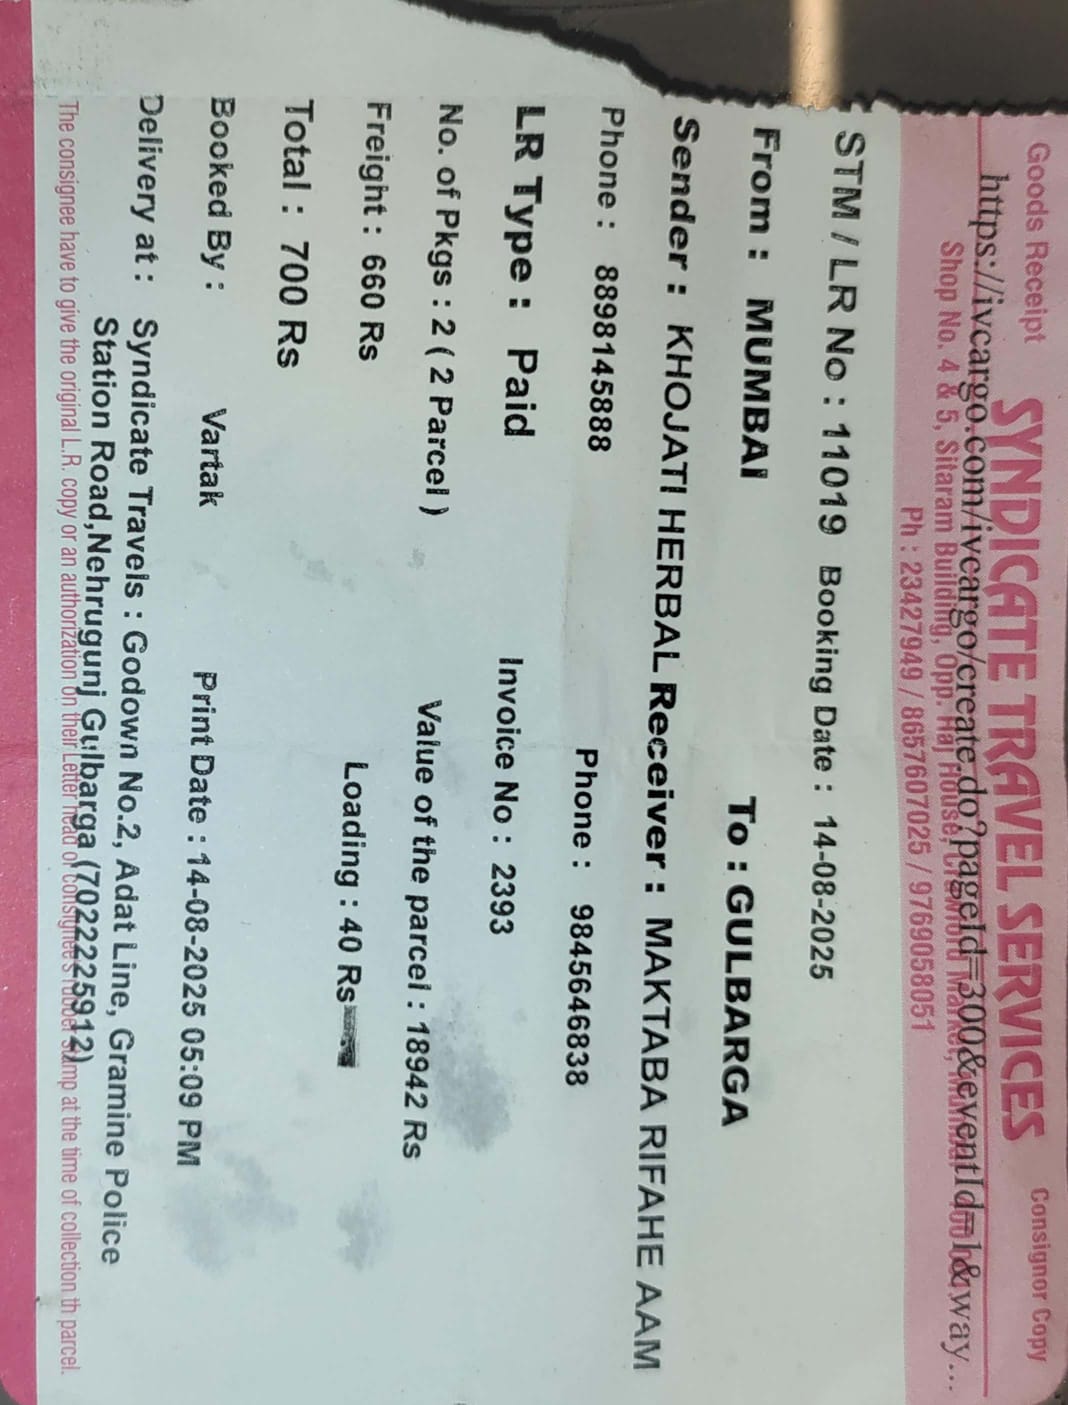 Goods Receipt SYNDICATE TRAVEL SERVICES Consignor Copy
https://ivcargo.com/ivcargo/create.do?pageId=300&eventId=1&way...
Shop No. 4 & 5, Sitaram Building, Opp. Haj House, Crawford Market,
Ph : 23427949 / 8657607025 / 9769058051
STM / LR No : 11019 Booking Date : 14-08-2025
From : MUMBAI To : GULBARGA
Sender : KHOJATI HERBAL Receiver : MAKTABA RIFAHE AAM
Phone : 8898145888 Phone : 9845646838
LR Type : Paid Invoice No : 2393
No. of Pkgs : 2 ( 2 Parcel ) Value of the parcel : 18942 Rs
Freight : 660 Rs Loading : 40 Rs
Total : 700 Rs
Booked By : Vartak Print Date : 14-08-2025 05:09 PM
Delivery at : Syndicate Travels : Godown No.2, Adat Line, Gramine Police
Station Road,Nehrugunj Gulbarga (7022225912)
The consignee have to give the original L.R. copy or an authorization on their Letter head or consignee's rubber stamp at the time of collection th parcel.